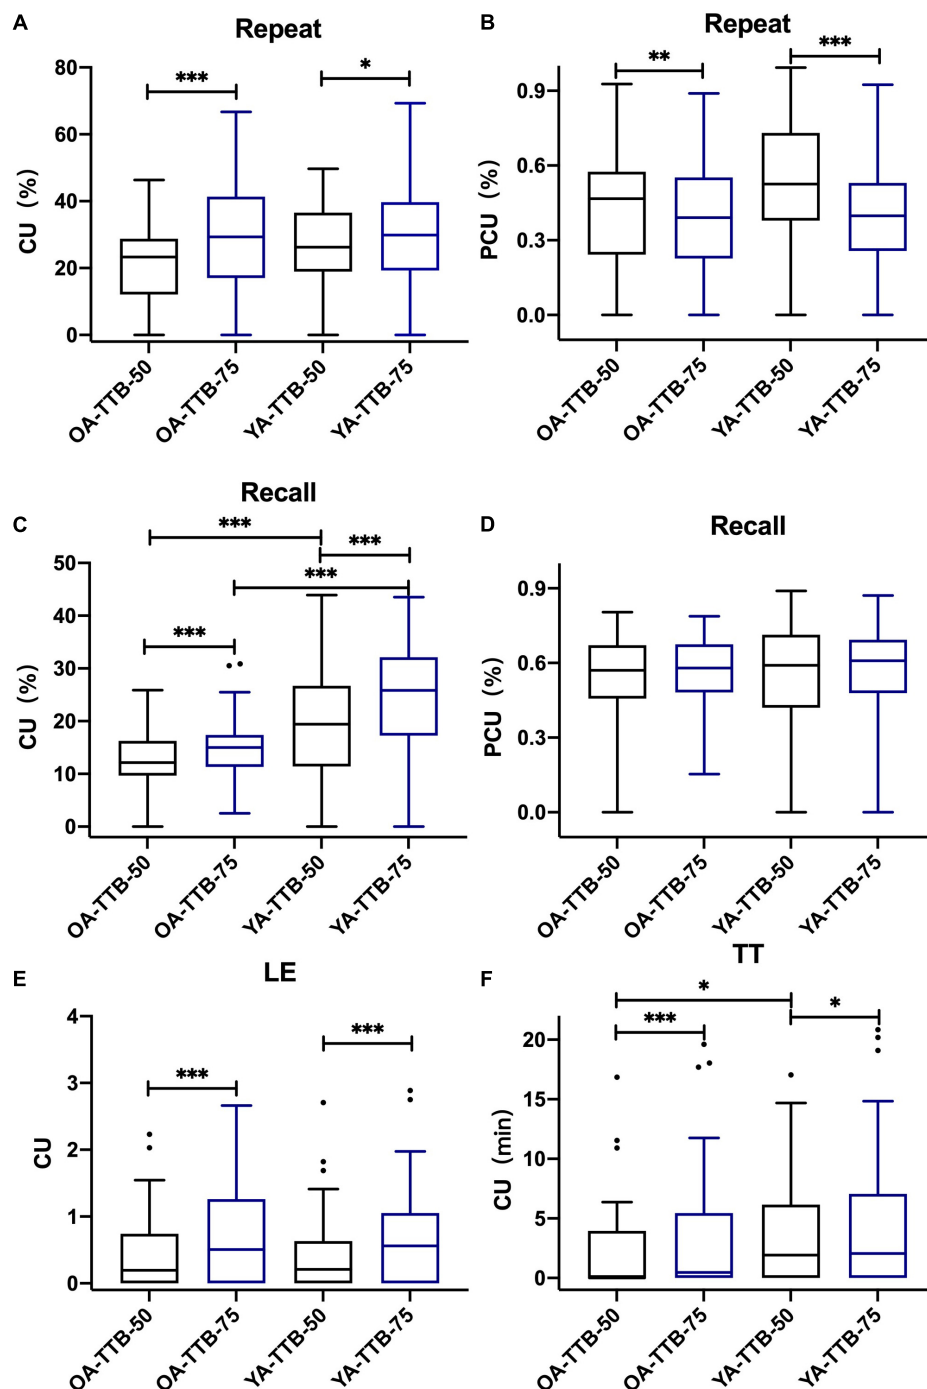 A
Repeat
***
*
80
60
40
20
0
CU (%)
OA-TTB-50
OA-TTB-75
YA-TTB-50
YA-TTB-75
B
Repeat
**
***
0.9
0.6
0.3
0.0
PCU (%)
OA-TTB-50
OA-TTB-75
YA-TTB-50
YA-TTB-75
C
Recall
***
***
***
***
50
40
30
20
10
0
CU (%)
OA-TTB-50
OA-TTB-75
YA-TTB-50
YA-TTB-75
D
Recall
0.9
0.6
0.3
0.0
PCU (%)
OA-TTB-50
OA-TTB-75
YA-TTB-50
YA-TTB-75
E
LE
***
***
4
3
2
1
0
CU
OA-TTB-50
OA-TTB-75
YA-TTB-50
YA-TTB-75
F
TT
*
*
***
20
15
10
5
0
CU (min)
OA-TTB-50
OA-TTB-75
YA-TTB-50
YA-TTB-75